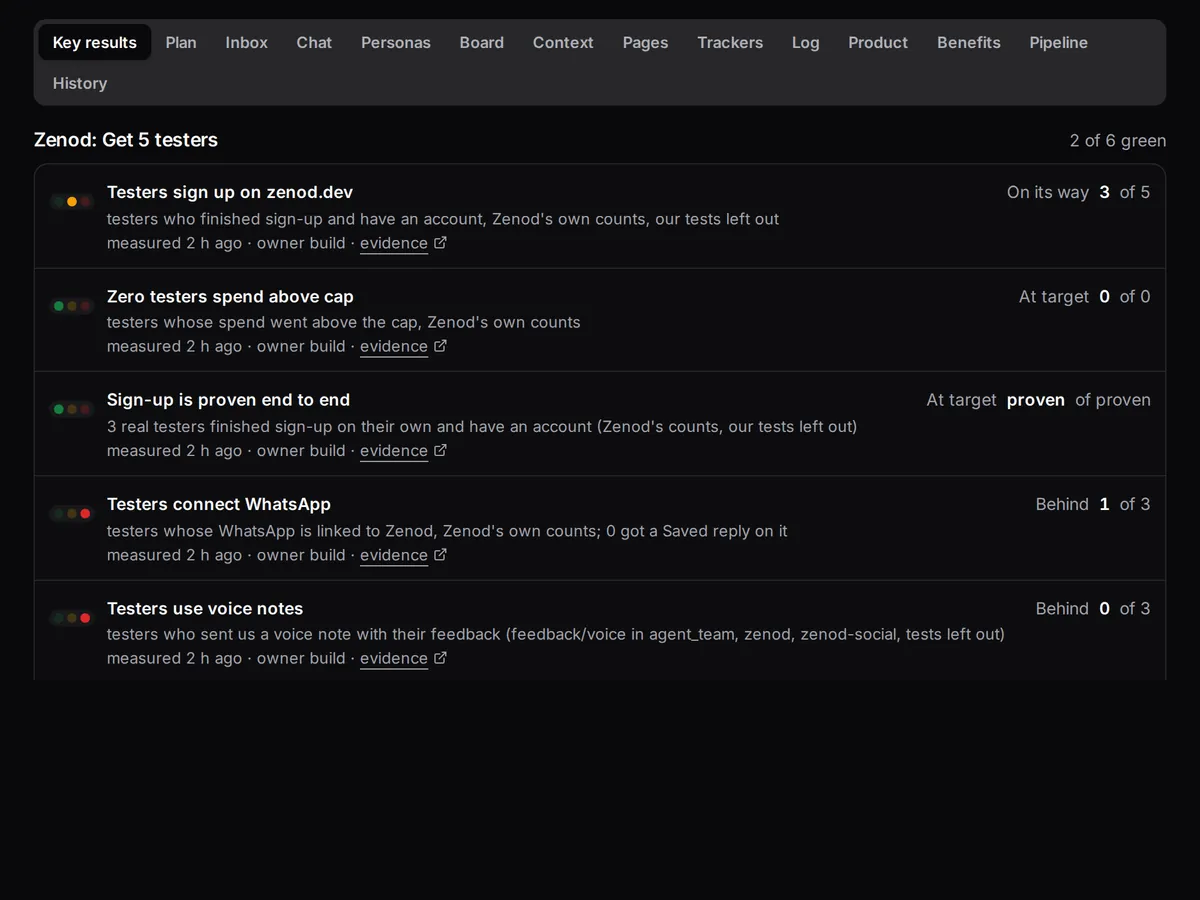 Key results Plan Inbox Chat Personas Board Context Pages Trackers Log Product Benefits Pipeline
History
Zenod: Get 5 testers 2 of 6 green
Testers sign up on zenod.dev On its way 3 of 5
testers who finished sign-up and have an account, Zenod's own counts, our tests left out
measured 2 h ago · owner build · evidence
Zero testers spend above cap At target 0 of 0
testers whose spend went above the cap, Zenod's own counts
measured 2 h ago · owner build · evidence
Sign-up is proven end to end At target proven of proven
3 real testers finished sign-up on their own and have an account (Zenod's counts, our tests left out)
measured 2 h ago · owner build · evidence
Testers connect WhatsApp Behind 1 of 3
testers whose WhatsApp is linked to Zenod, Zenod's own counts; 0 got a Saved reply on it
measured 2 h ago · owner build · evidence
Testers use voice notes Behind 0 of 3
testers who sent us a voice note with their feedback (feedback/voice in agent_team, zenod, zenod-social, tests left out)
measured 2 h ago · owner build · evidence